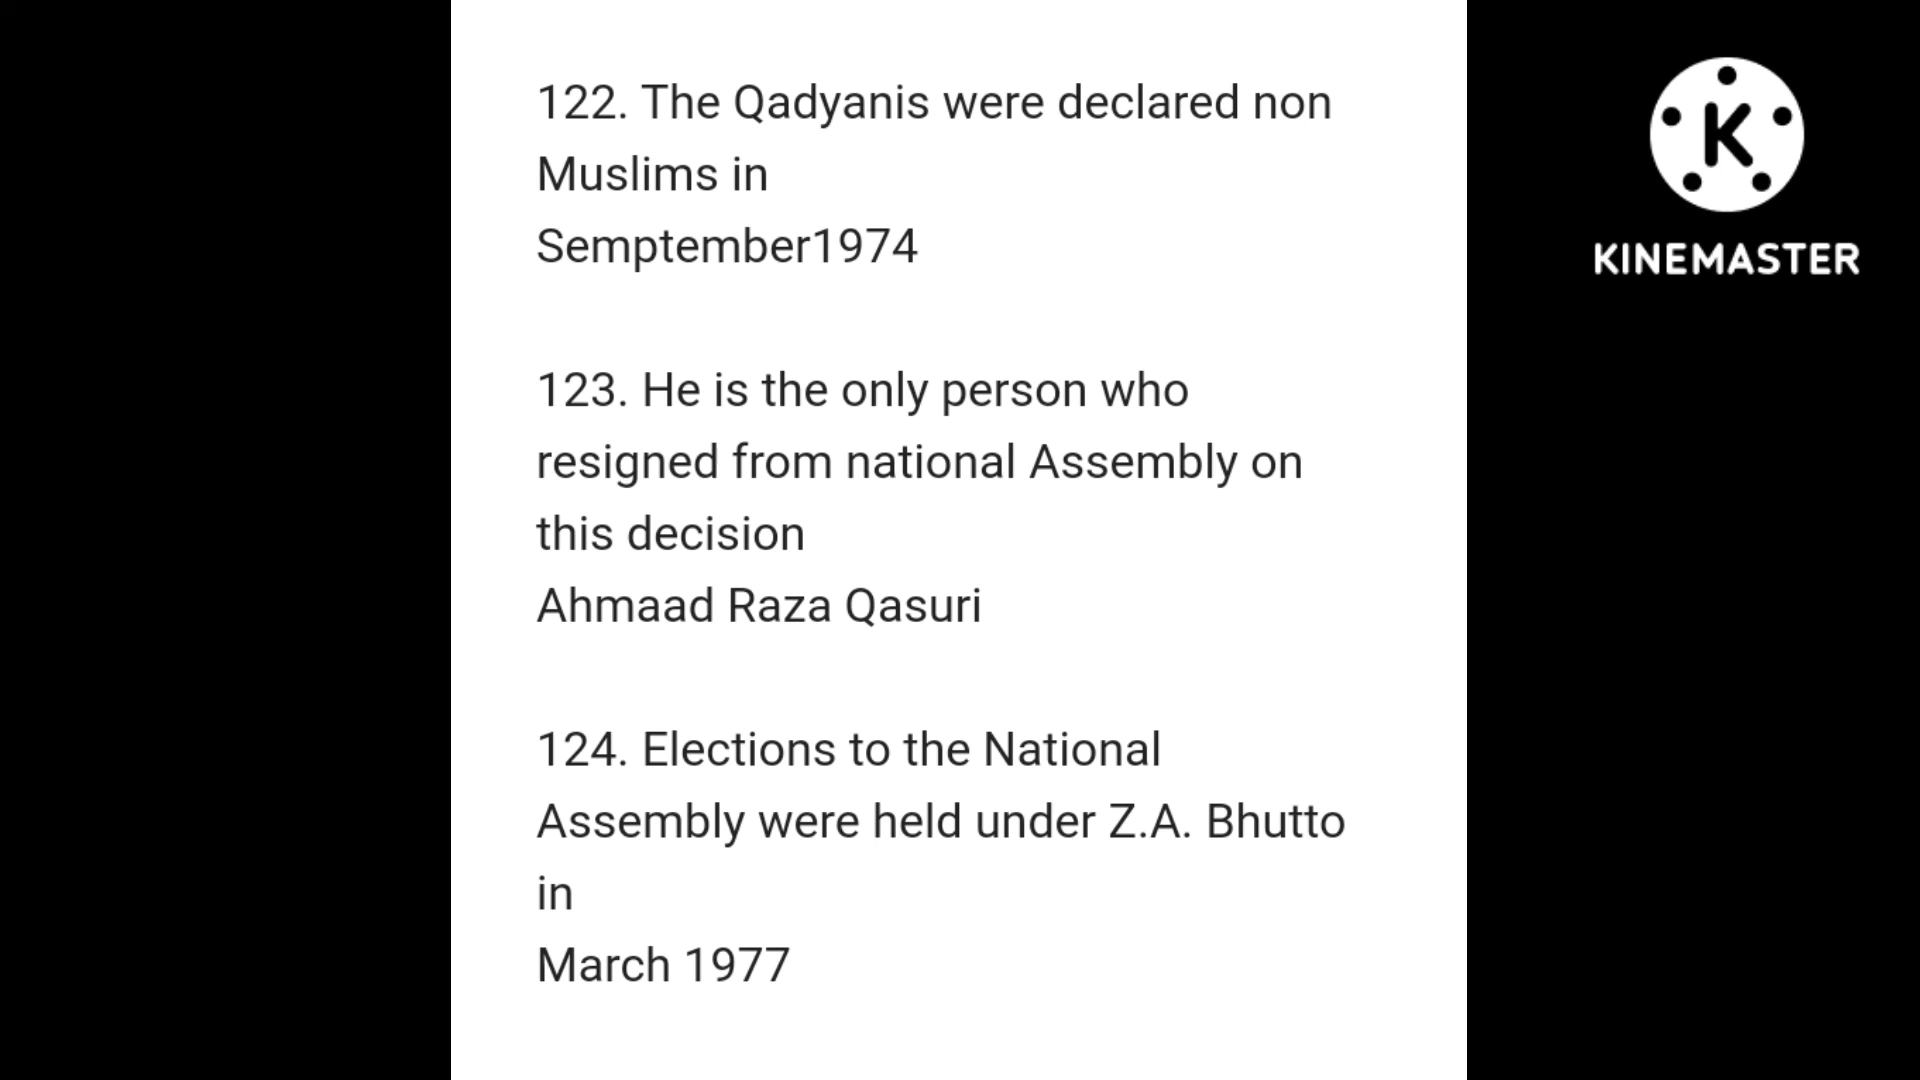 122. The Qadyanis were declared non
Muslims in
Semptember1974
123. He is the only person who
resigned from national Assembly on
this decision
Ahmaad Raza Qasuri
124. Elections to the National
Assembly were held under Z.A. Bhutto
in
March 1977
K
KINEMASTER